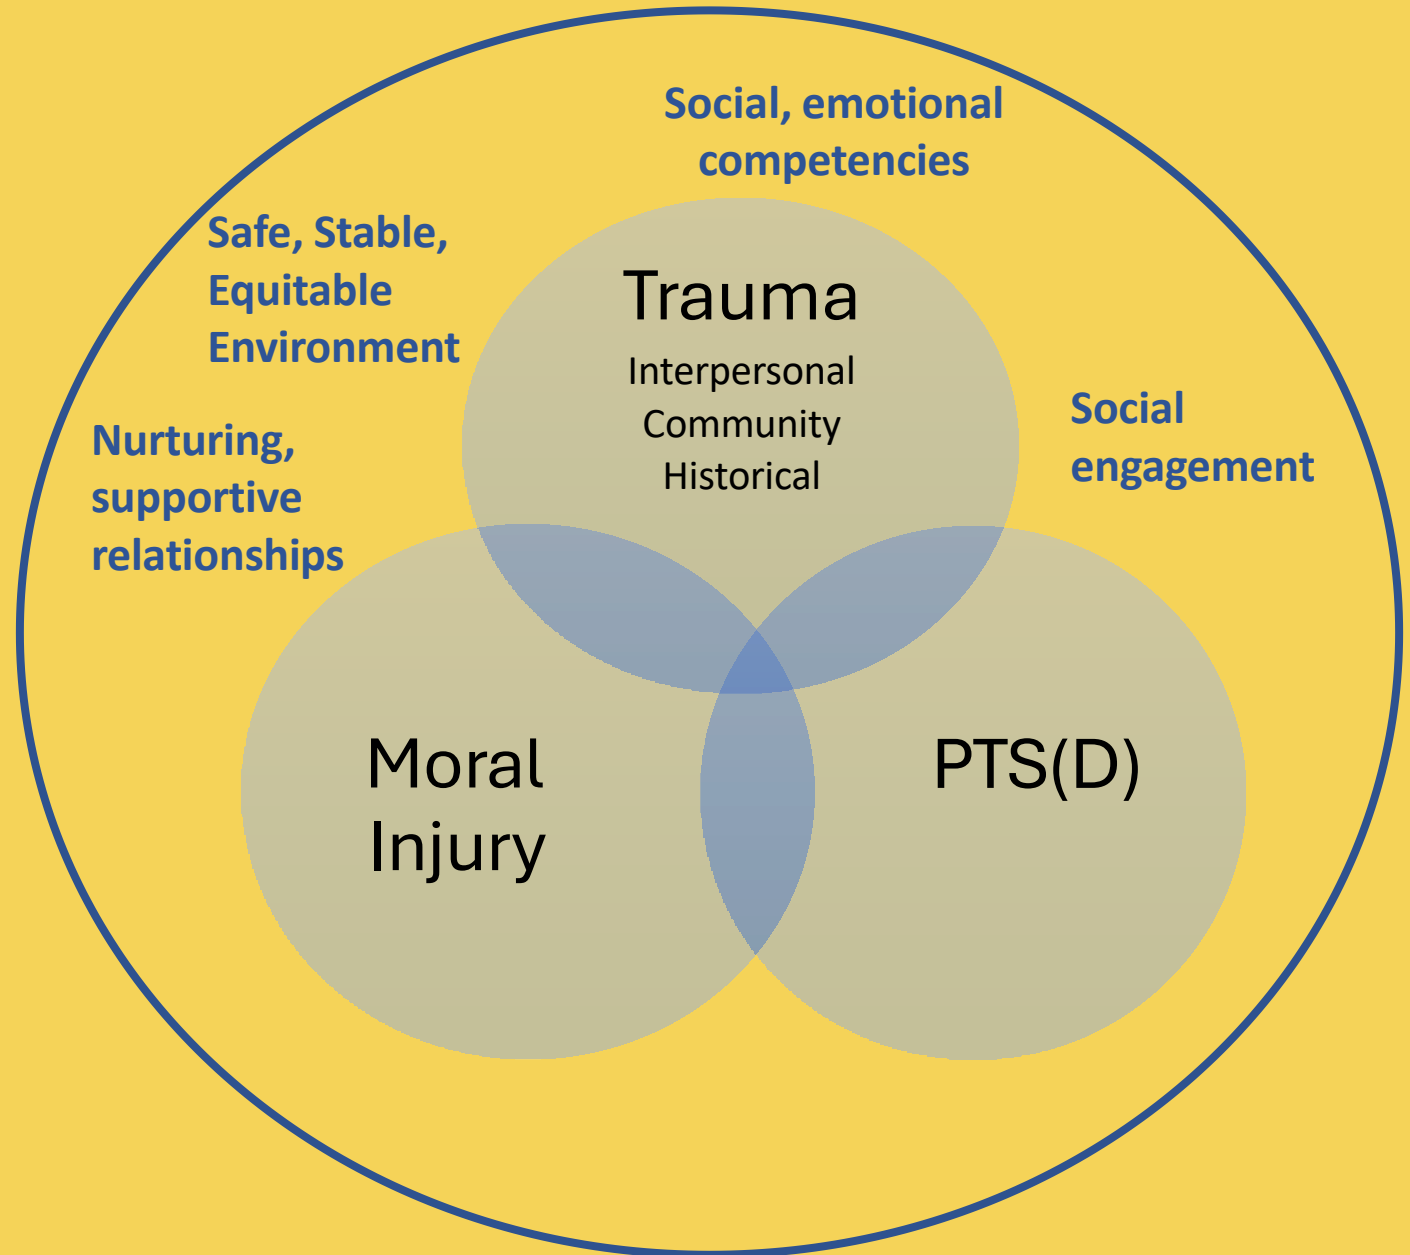 Social, emotional
competencies
Safe, Stable,
Equitable
Environment
Nurturing,
supportive
relationships
Social
engagement
Trauma
Interpersonal
Community
Historical
Moral
Injury
PTS(D)